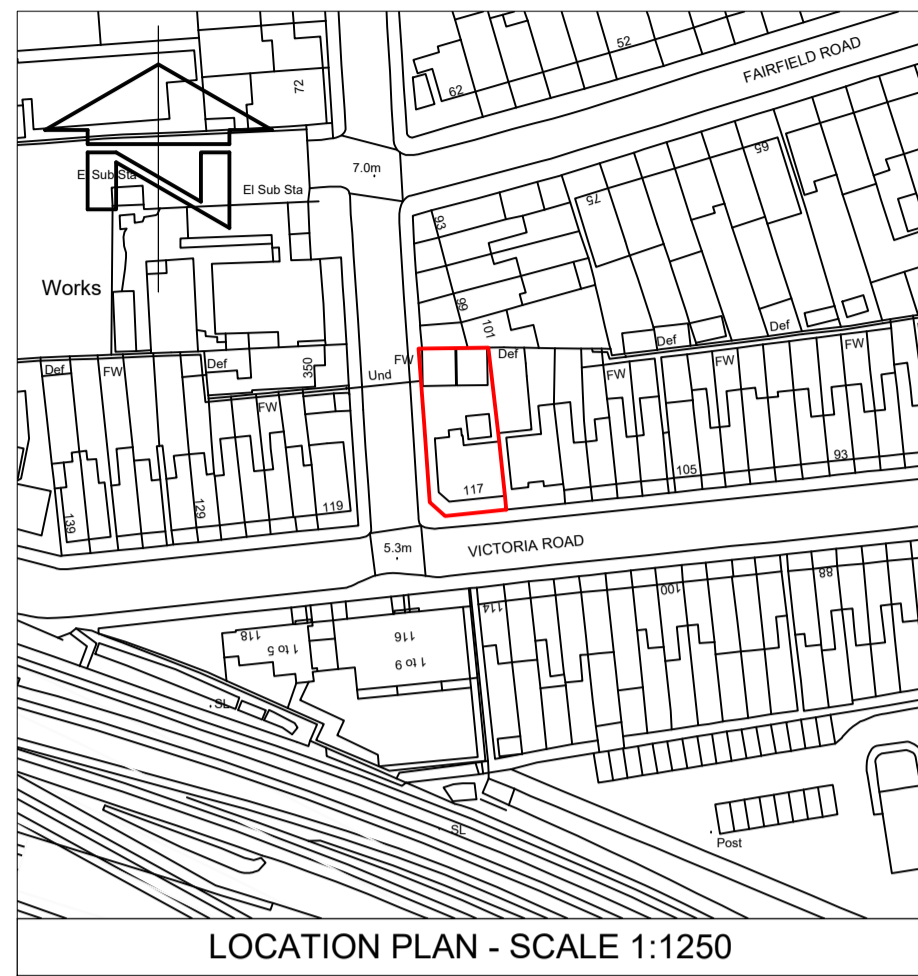 52
FAIRFIELD ROAD
72
62
7.0m
65
El Sub Sta
El Sub Sta
N
75
93
Works
99
101
Def
Def
Def
FW
Def
350
Und
FW
Def
FW
FW
FW
FW
139
129
119
117
105
93
5.3m
VICTORIA ROAD
88
100
114
118
1 to 5
116
1 to 9
SL
SL
Post
LOCATION PLAN - SCALE 1:1250